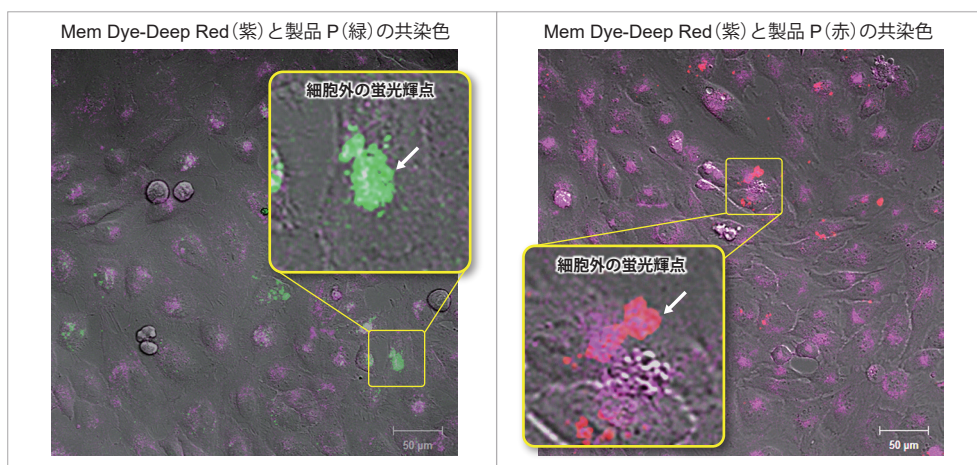 Mem Dye-Deep Red（紫）と製品 P（緑）の共染色
細胞外の蛍光輝点
50 µm
Mem Dye-Deep Red（紫）と製品 P（赤）の共染色
細胞外の蛍光輝点
50 µm